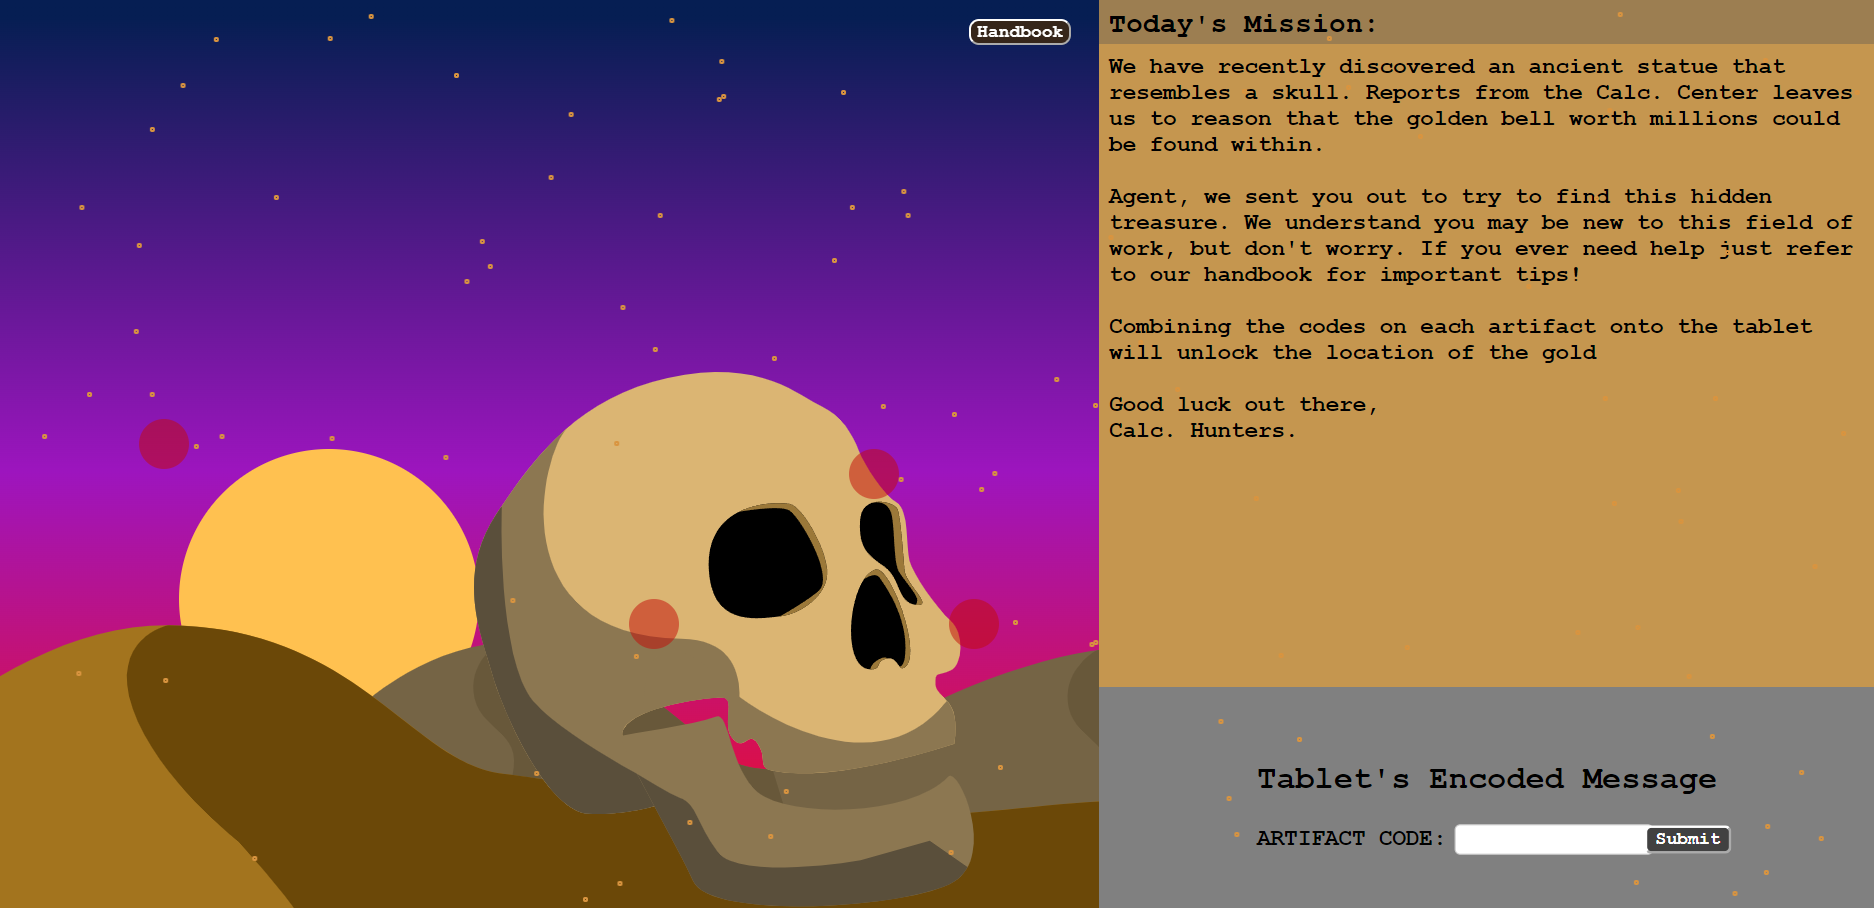 Handbook
Today's Mission:
We have recently discovered an ancient statue that
resembles a skull. Reports from the Calc. Center leaves
us to reason that the golden bell worth millions could
be found within.
Agent, we sent you out to try to find this hidden
treasure. We understand you may be new to this field of
work, but don't worry. If you ever need help just refer
to our handbook for important tips!
Combining the codes on each artifact onto the tablet
will unlock the location of the gold
Good luck out there,
Calc. Hunters.
Tablet's Encoded Message
ARTIFACT CODE: Submit